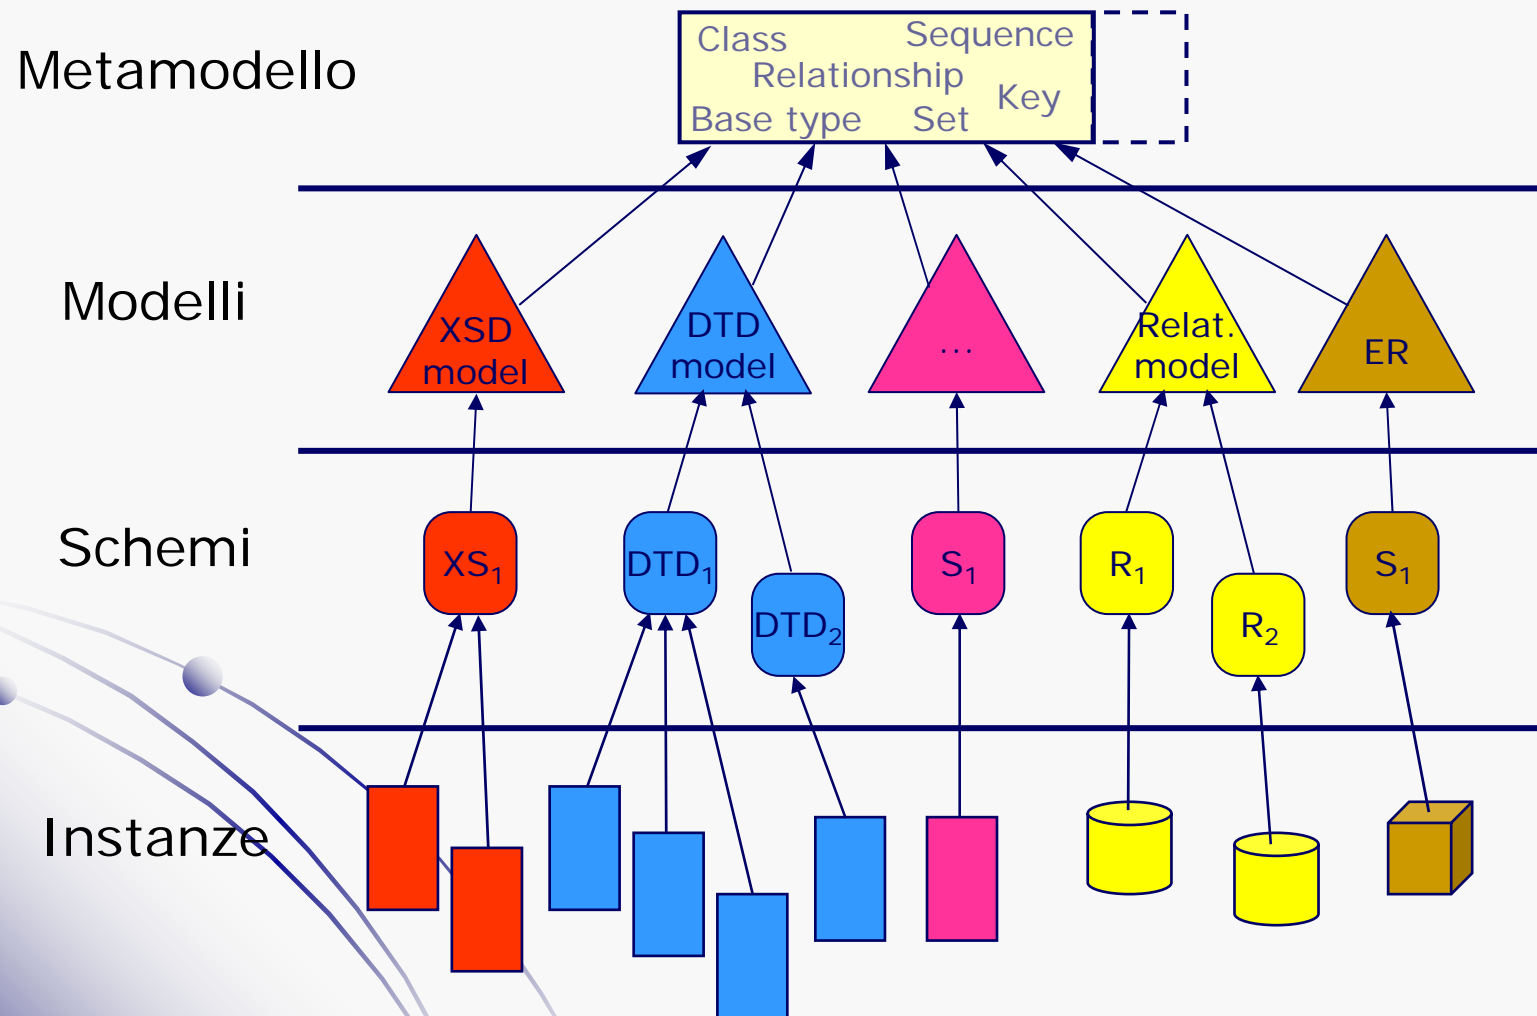 Metamodello
Class
Sequence
Relationship
Key
Base type
Set
Modelli
XSD
model
DTD
model
...
Relat.
model
ER
Schemi
XS1
DTD1
DTD2
S1
R1
R2
S1
Instanze